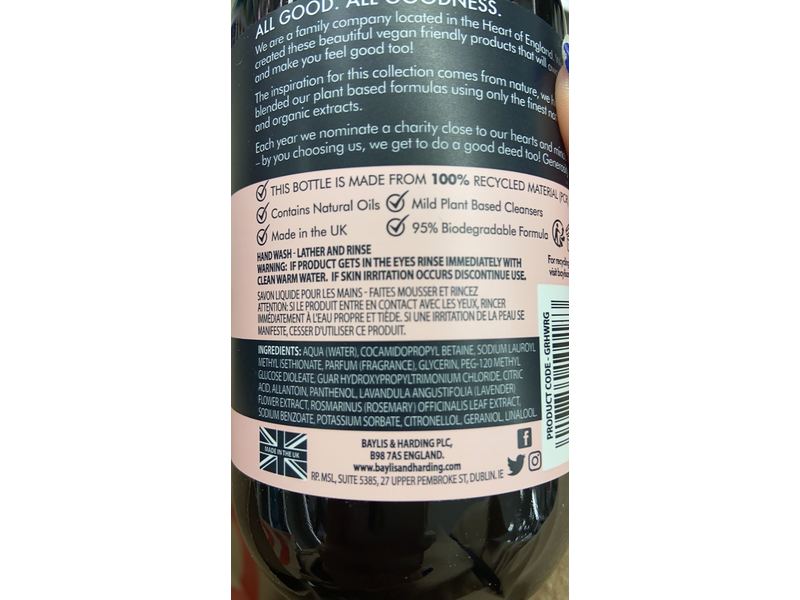 ALL GOOD. ALL GOODNESS.
We are a family company located in the Heart of England.
created these beautiful vegan friendly products that will
and make you feel good too!
The inspiration for this collection comes from nature, we
blended our plant based formulas using only the finest
and organic extracts.
Each year we nominate a charity close to our hearts and
– by you choosing us, we get to do a good deed too!
THIS BOTTLE IS MADE FROM 100% RECYCLED MATERIAL
Contains Natural Oils Mild Plant Based Cleansers
Made in the UK 95% Biodegradable Formula
For
visit
HAND WASH - LATHER AND RINSE
WARNING: IF PRODUCT GETS IN THE EYES RINSE IMMEDIATELY WITH
CLEAN WARM WATER. IF SKIN IRRITATION OCCURS DISCONTINUE USE.
SAVON LIQUIDE POUR LES MAINS - FAITES MOUSSER ET RINCEZ
ATTENTION: SI LE PRODUIT ENTRE EN CONTACT AVEC LES YEUX, RINCER
IMMÉDIATEMENT À L'EAU PROPRE ET TIÈDE. SI UNE IRRITATION DE LA PEAU SE
MANIFESTE, CESSER D'UTILISER CE PRODUIT.
INGREDIENTS: AQUA (WATER), COCAMIDOPROPYL BETAINE, SODIUM LAUROYL
METHYL ISETHIONATE, PARFUM (FRAGRANCE), GLYCERIN, PEG-120 METHYL
GLUCOSE DIOLEATE, GUAR HYDROXYPROPYLTRIMONIUM CHLORIDE, CITRIC
ACID, ALLANTOIN, PANTHENOL, LAVANDULA ANGUSTIFOLIA (LAVENDER)
FLOWER EXTRACT, ROSMARINUS (ROSEMARY) OFFICINALIS LEAF EXTRACT,
SODIUM BENZOATE, POTASSIUM SORBATE, CITRONELLOL, GERANIOL, LINALOOL.
PRODUCT CODE - GRHWRG
MADE IN THE UK
BAYLIS & HARDING PLC,
B98 7AS ENGLAND.
www.baylisandharding.com
RP. MSL, SUITE 5385, 27 UPPER PEMBROKE ST, DUBLIN. IE